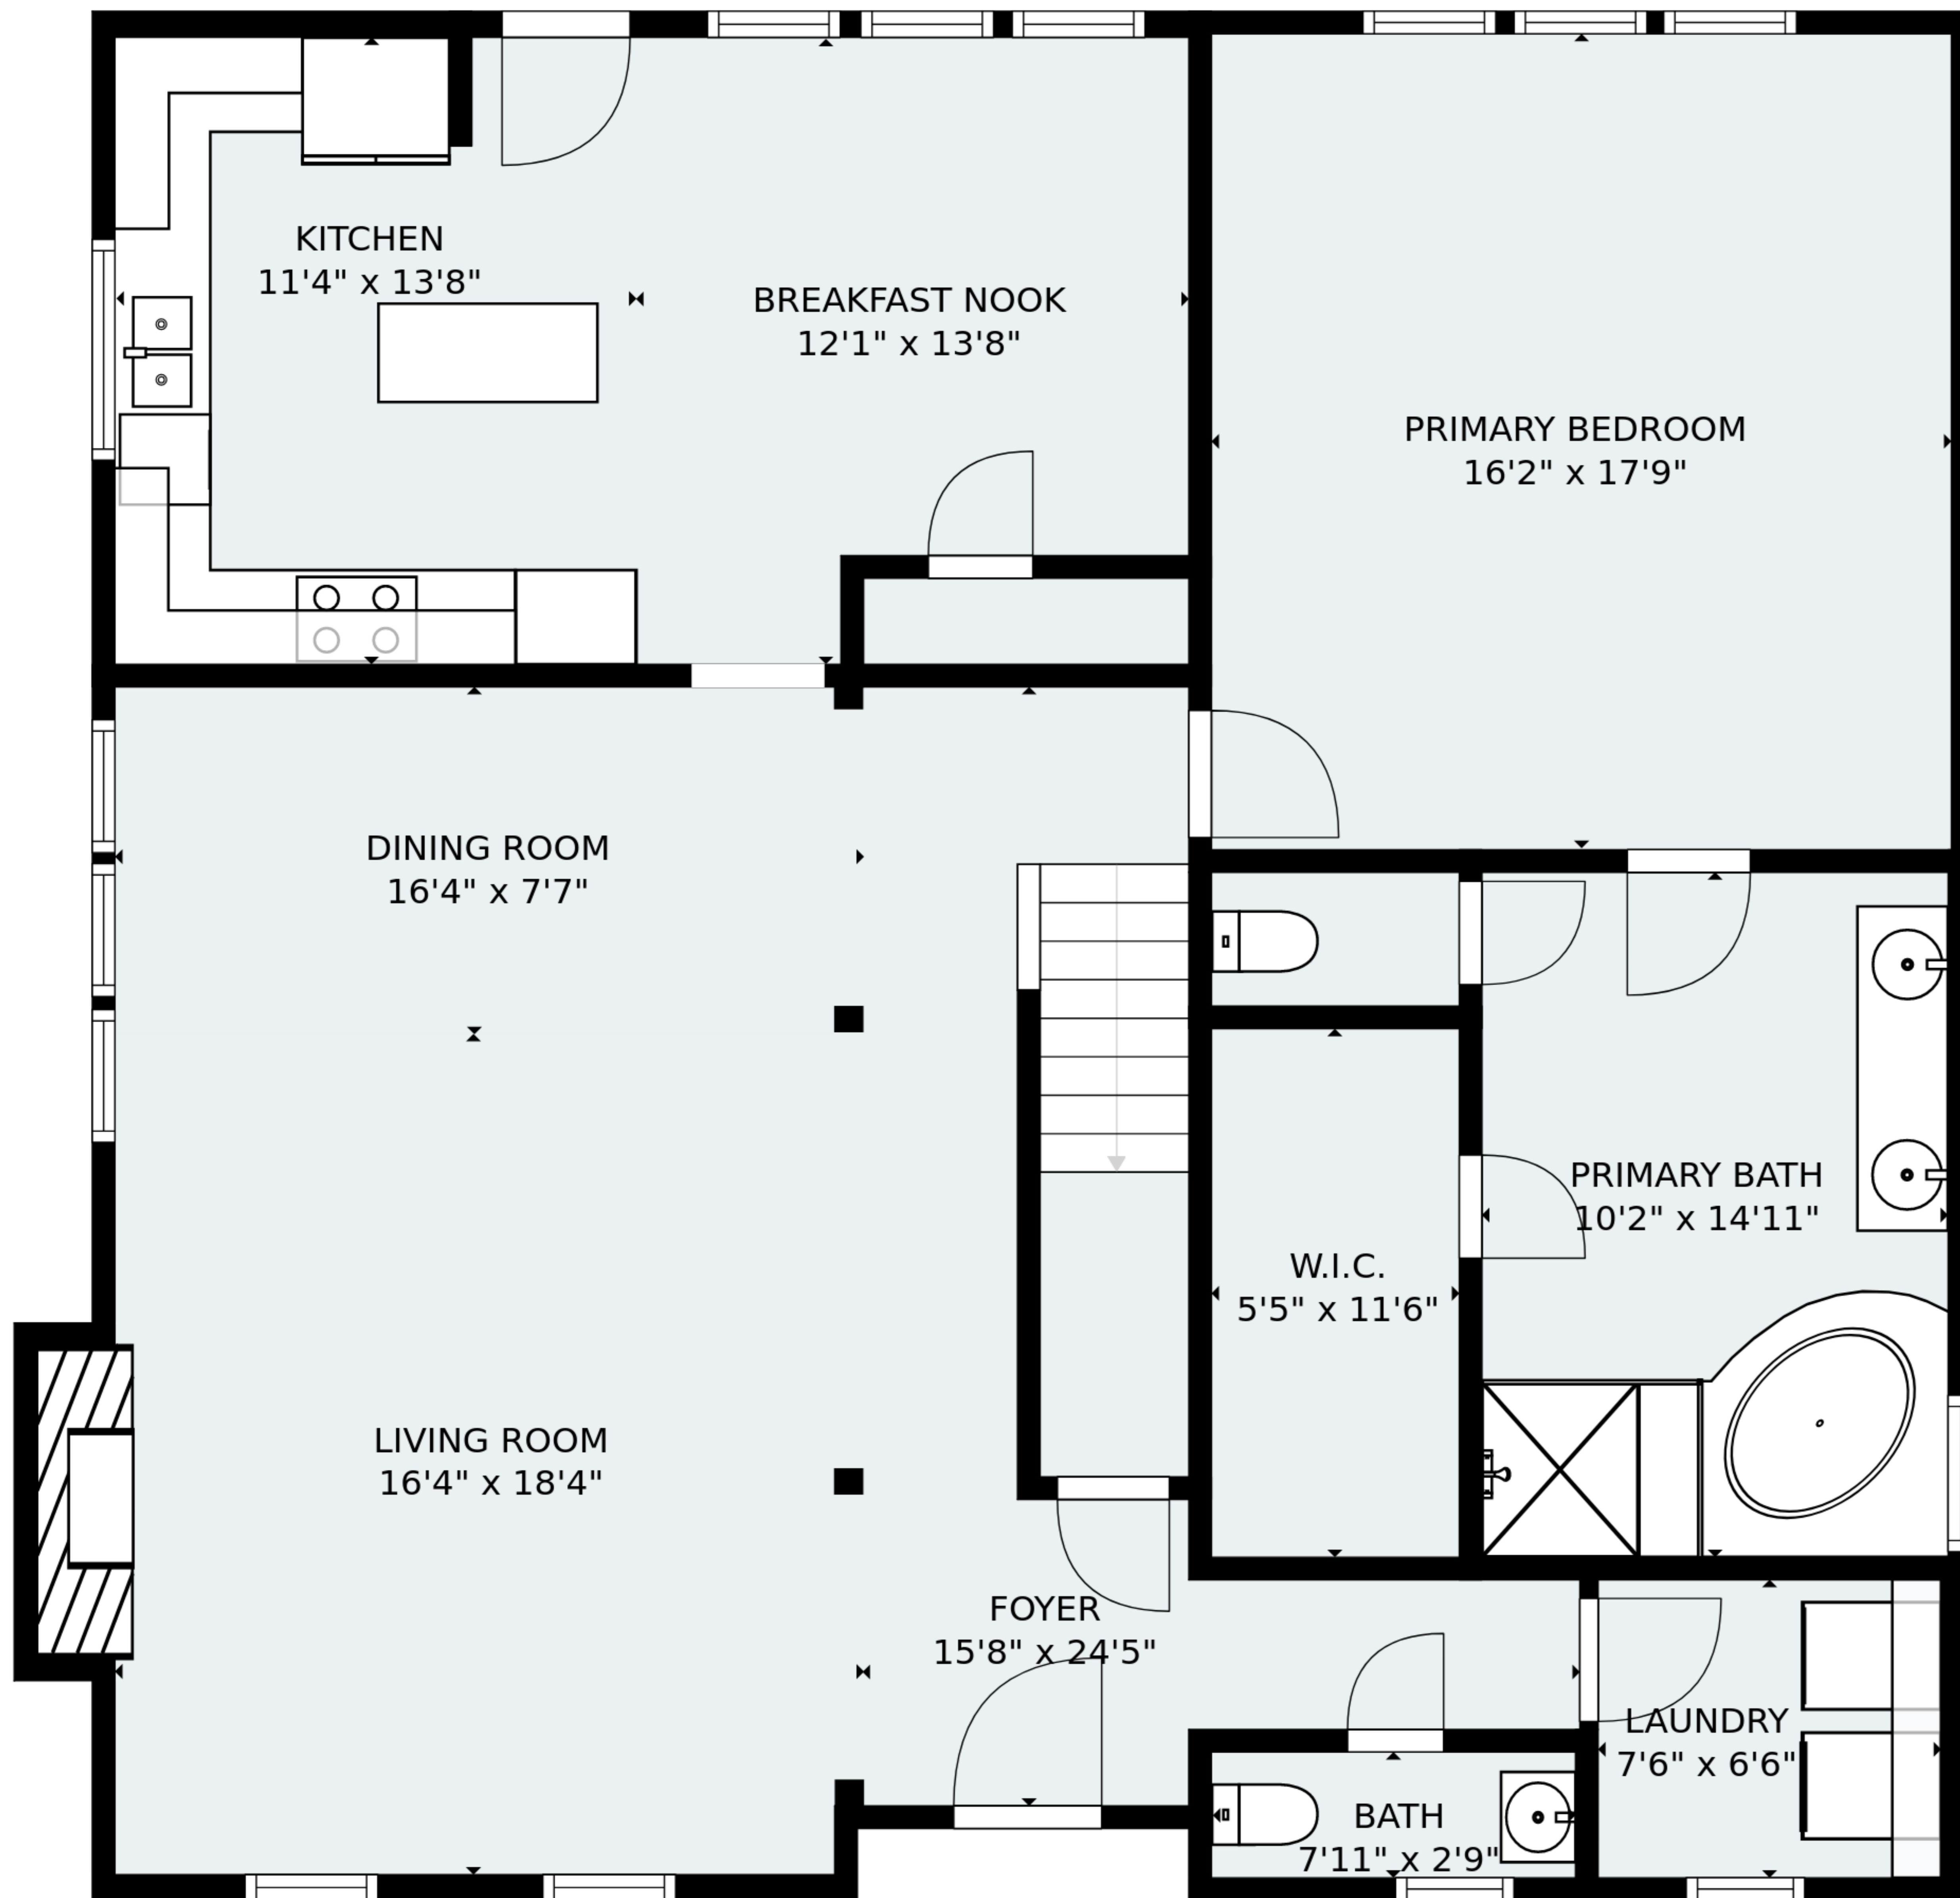 KITCHEN
11'4" x 13'8"
BREAKFAST NOOK
12'1" x 13'8"
PRIMARY BEDROOM
16'2" x 17'9"
DINING ROOM
16'4" x 7'7"
PRIMARY BATH
10'2" x 14'11"
W.I.C.
5'5" x 11'6"
LIVING ROOM
16'4" x 18'4"
FOYER
15'8" x 24'5"
LAUNDRY
7'6" x 6'6"
BATH
7'11" x 2'9"